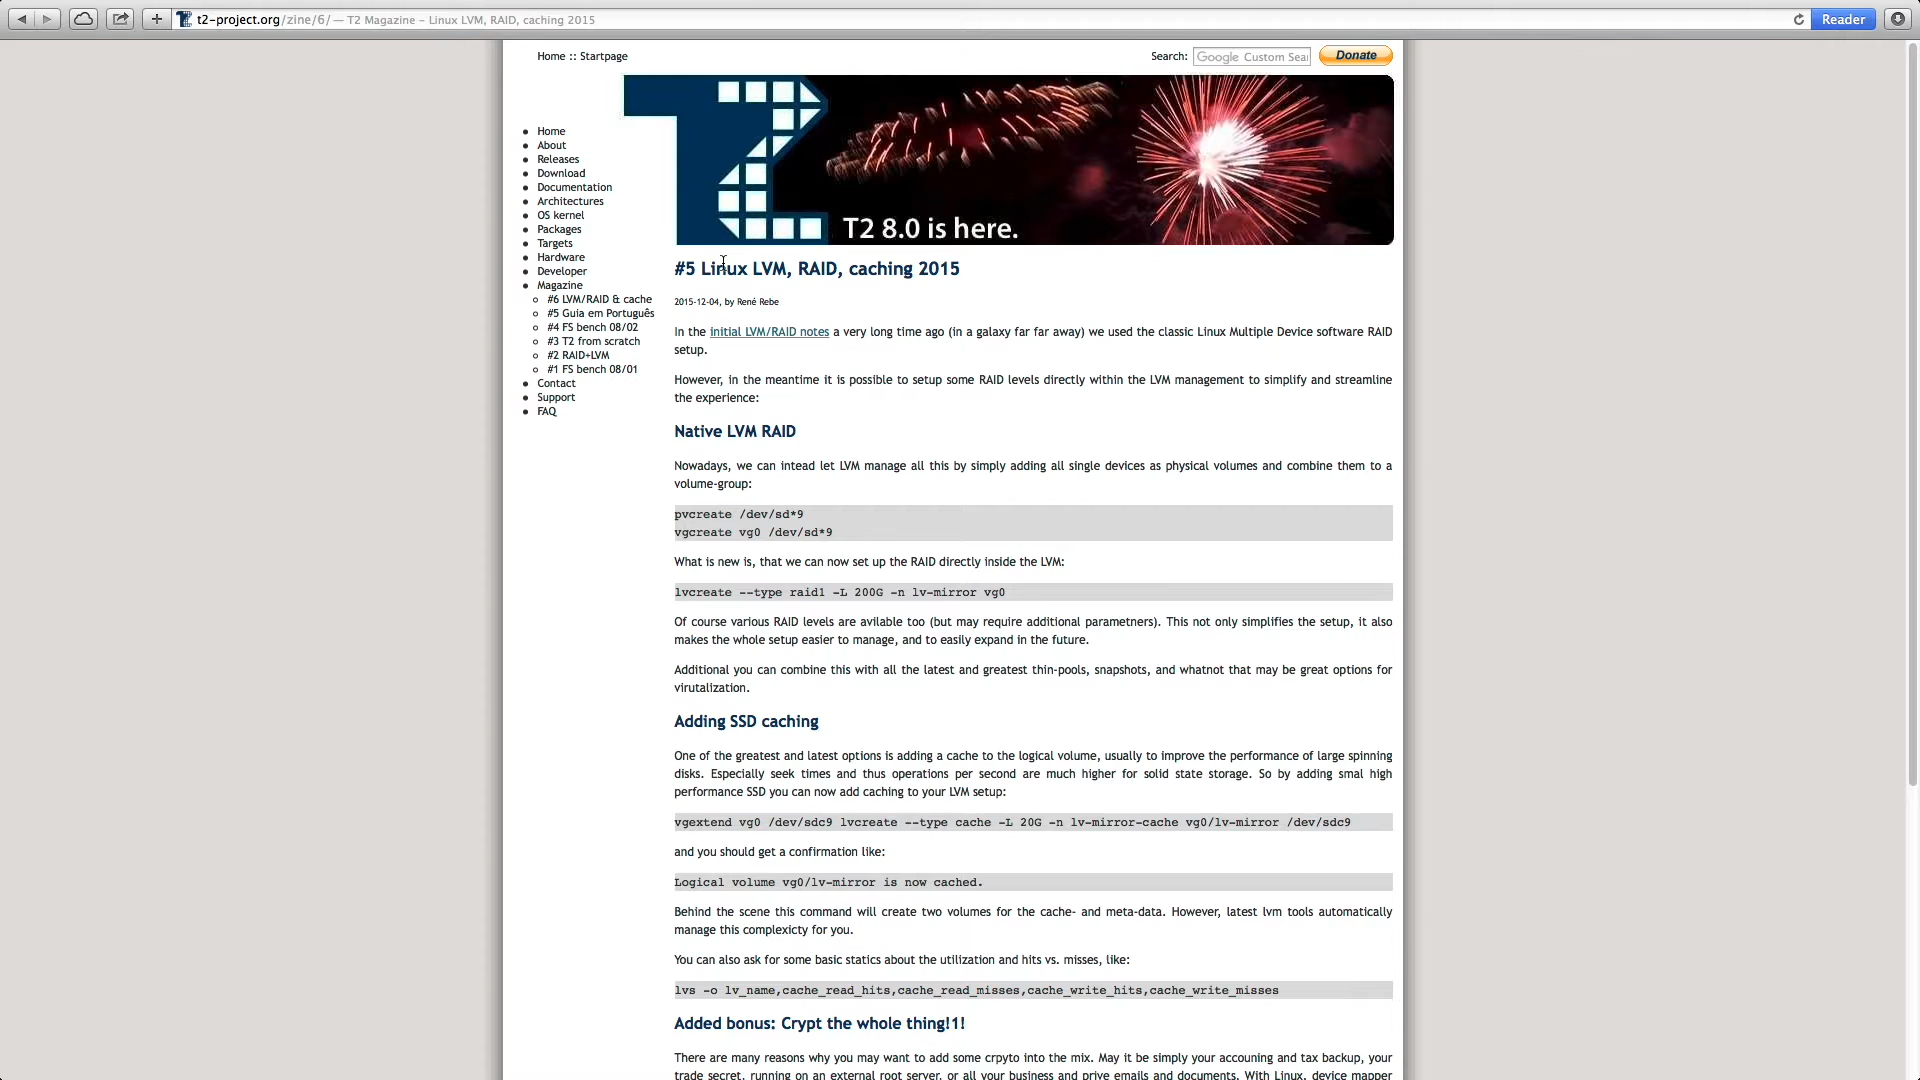 t2-project.org/zine/6/ — T2 Magazine – Linux LVM, RAID, caching 2015
Reader
Home :: Startpage
Search: Google Custom Sear
Donate
T2 8.0 is here.
Home
About
Releases
Download
Documentation
Architectures
OS kernel
Packages
Targets
Hardware
Developer
Magazine
#6 LVM/RAID & cache
#5 Guia em Português
#4 FS bench 08/02
#3 T2 from scratch
#2 RAID+LVM
#1 FS bench 08/01
Contact
Support
FAQ
#5 Linux LVM, RAID, caching 2015
2015-12-04, by René Rebe
In the initial LVM/RAID notes a very long time ago (in a galaxy far far away) we used the classic Linux Multiple Device software RAID
setup.
However, in the meantime it is possible to setup some RAID levels directly within the LVM management to simplify and streamline
the experience:
Native LVM RAID
Nowadays, we can intead let LVM manage all this by simply adding all single devices as physical volumes and combine them to a
volume-group:
pvcreate /dev/sd*9
vgcreate vg0 /dev/sd*9
What is new is, that we can now set up the RAID directly inside the LVM:
lvcreate --type raid1 -L 200G -n lv-mirror vg0
Of course various RAID levels are avilable too (but may require additional parametners). This not only simplifies the setup, it also
makes the whole setup easier to manage, and to easily expand in the future.
Additional you can combine this with all the latest and greatest thin-pools, snapshots, and whatnot that may be great options for
virutalization.
Adding SSD caching
One of the greatest and latest options is adding a cache to the logical volume, usually to improve the performance of large spinning
disks. Especially seek times and thus operations per second are much higher for solid state storage. So by adding smal high
performance SSD you can now add caching to your LVM setup:
vgextend vg0 /dev/sdc9 lvcreate --type cache -L 20G -n lv-mirror-cache vg0/lv-mirror /dev/sdc9
and you should get a confirmation like:
Logical volume vg0/lv-mirror is now cached.
Behind the scene this command will create two volumes for the cache- and meta-data. However, latest lvm tools automatically
manage this complexicty for you.
You can also ask for some basic statics about the utilization and hits vs. misses, like:
lvs -o lv_name,cache_read_hits,cache_read_misses,cache_write_hits,cache_write_misses
Added bonus: Crypt the whole thing!1!
There are many reasons why you may want to add some crpyto into the mix. May it be simply your accouning and tax backup, your
trade secret, running on an external root server, or all your business and prive emails and documents. With Linux, device mapper